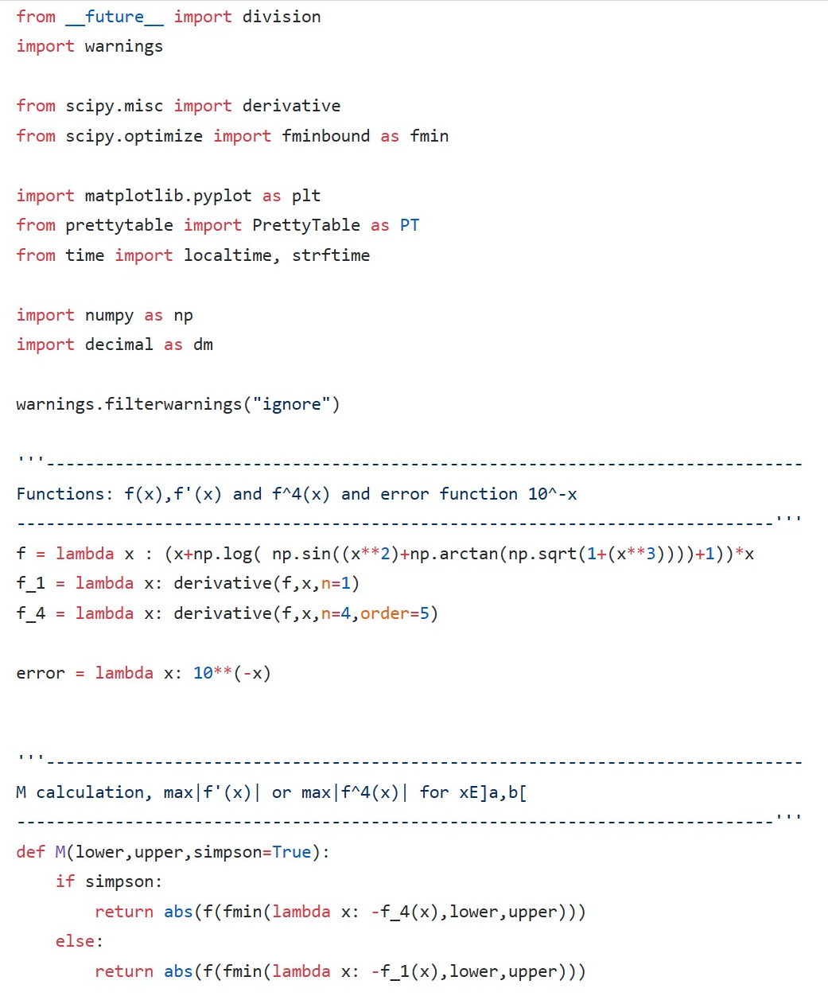 from __future__ import division
import warnings

from scipy.misc import derivative
from scipy.optimize import fminbound as fmin

import matplotlib.pyplot as plt
from prettytable import PrettyTable as PT
from time import localtime, strftime

import numpy as np
import decimal as dm

warnings.filterwarnings("ignore")

'''-----------------------------------------------------------------------------
Functions: f(x),f'(x) and f^4(x) and error function 10^-x
-----------------------------------------------------------------------------'''
f = lambda x : (x+np.log( np.sin((x**2)+np.arctan(np.sqrt(1+(x**3))))+1))*x
f_1 = lambda x: derivative(f,x,n=1)
f_4 = lambda x: derivative(f,x,n=4,order=5)

error = lambda x: 10**(-x)


'''-----------------------------------------------------------------------------
M calculation, max|f'(x)| or max|f^4(x)| for xE]a,b[
-----------------------------------------------------------------------------'''
def M(lower,upper,simpson=True):
    if simpson:
        return abs(f(fmin(lambda x: -f_4(x),lower,upper)))
    else:
        return abs(f(fmin(lambda x: -f_1(x),lower,upper)))